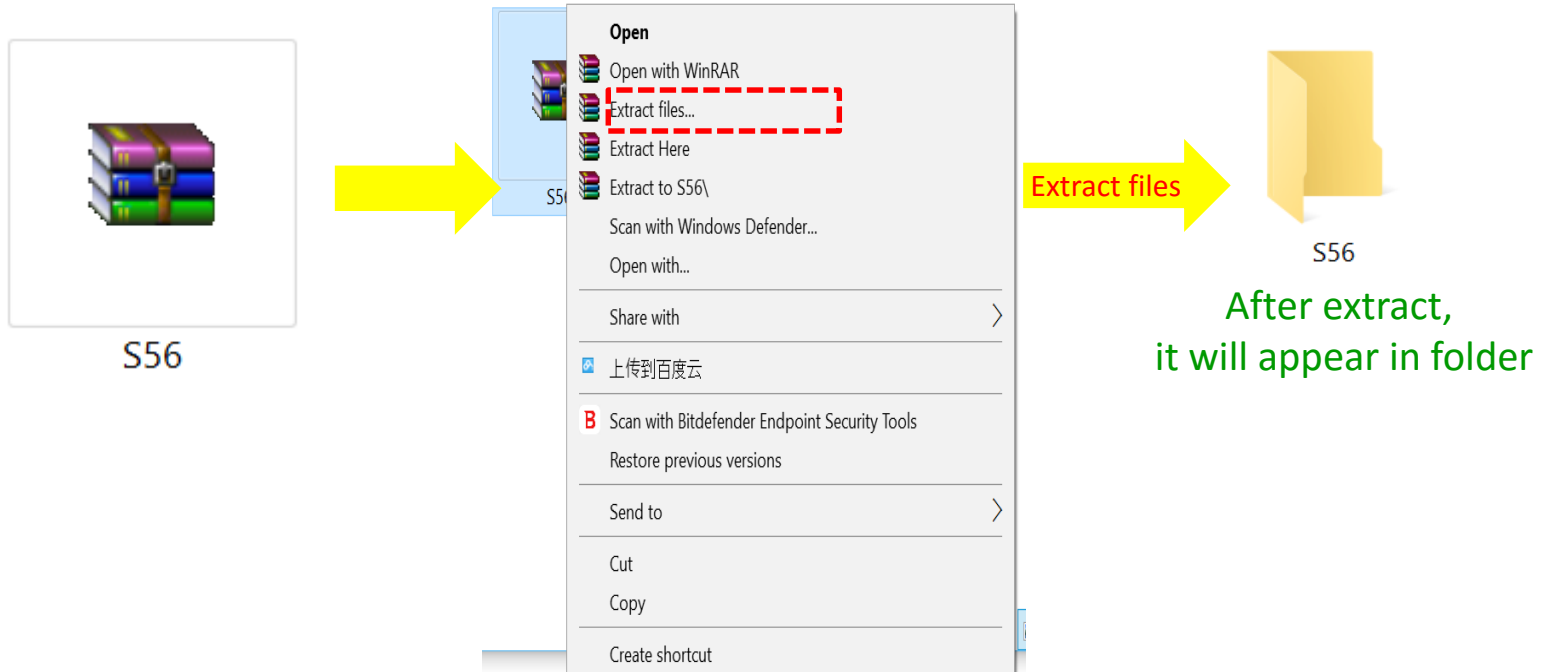 S56
S5
Open
Open with WinRAR
Extract files...
Extract Here
Extract to S56\
Scan with Windows Defender...
Open with...
Share with
上传到百度云
B Scan with Bitdefender Endpoint Security Tools
Restore previous versions
Send to
Cut
Copy
Create shortcut
Extract files
S56
After extract,
it will appear in folder